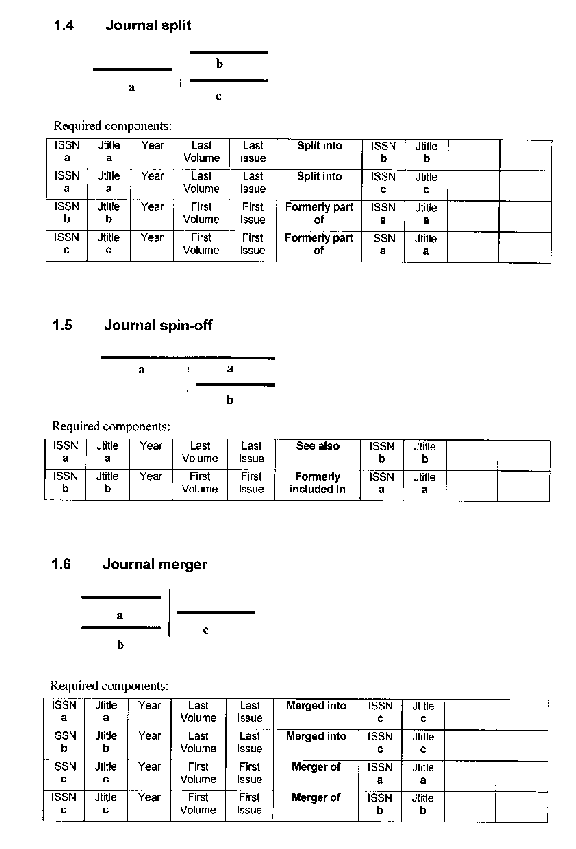 1.4 Journal split
b
a
c
Required components:
ISSN Jtitle Year Last Last Split into ISSN Jtitle
a a Volume issue b b
ISSN Jtitle Year Last Last Split into ISSN Jtitle
a a Volume Issue c c
ISSN Jtitle Year First First Formerly part ISSN Jtitle
b b Volume Issue of a a
ISSN Jtitle Year First First Formerly part SSN Jtitle
c c Volume Issue of a a
1.5 Journal spin-off
a a
b
Required components:
ISSN Jtitle Year Last Last See also ISSN Jtitle
a a Volume Issue b b
ISSN Jtitle Year First First Formerly ISSN Jtitle
b b Volume Issue included in a a
1.6 Journal merger
a
c
b
Required components:
ISSN Jtitle Year Last Last Merged into ISSN Jtitle
a a Volume Issue c c
SSN Jtitle Year Last Last Merged into ISSN Jtitle
b b Volume Issue c c
SSN Jtitle Year First First Merger of ISSN Jtitle
c c Volume Issue a a
ISSN Jtitle Year First First Merger of ISSN Jtitle
c c Volume Issue b b